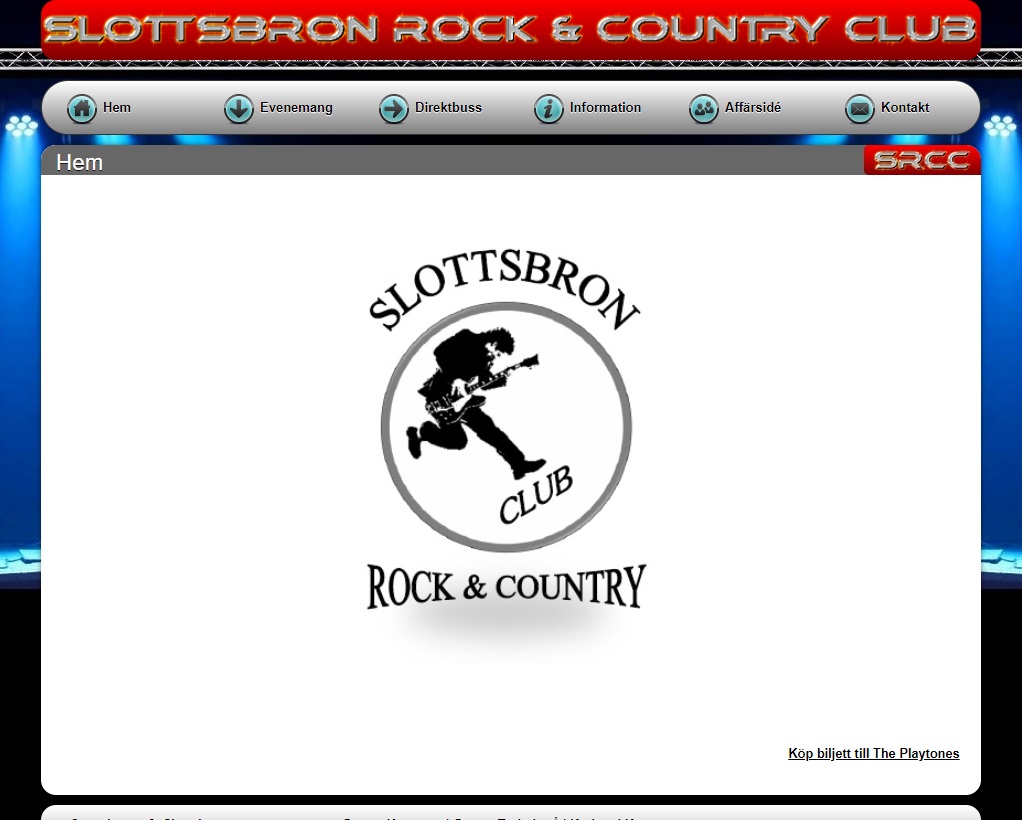 SLOTTSBRON ROCK & COUNTRY CLUB
Hem Evenemang Direktbuss Information Affärsidé Kontakt
Hem SRCC
SLOTTSBRON
CLUB
ROCK & COUNTRY
Köp biljett till The Playtones